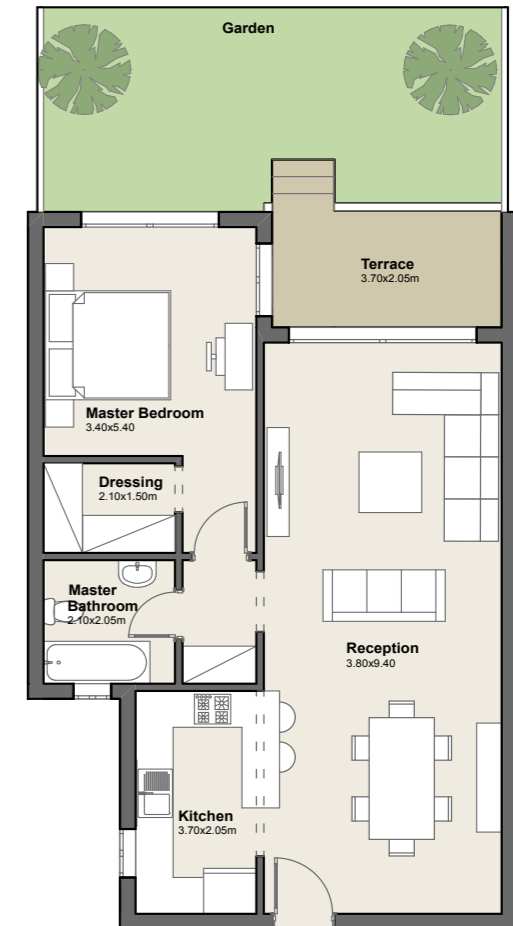 Garden
Terrace
3.70x2.05m
Master Bedroom
3.40x5.40
Dressing
2.10x1.50m
Master
Bathroom
2.10x2.05m
Reception
3.80x9.40
Kitchen
3.70x2.05m